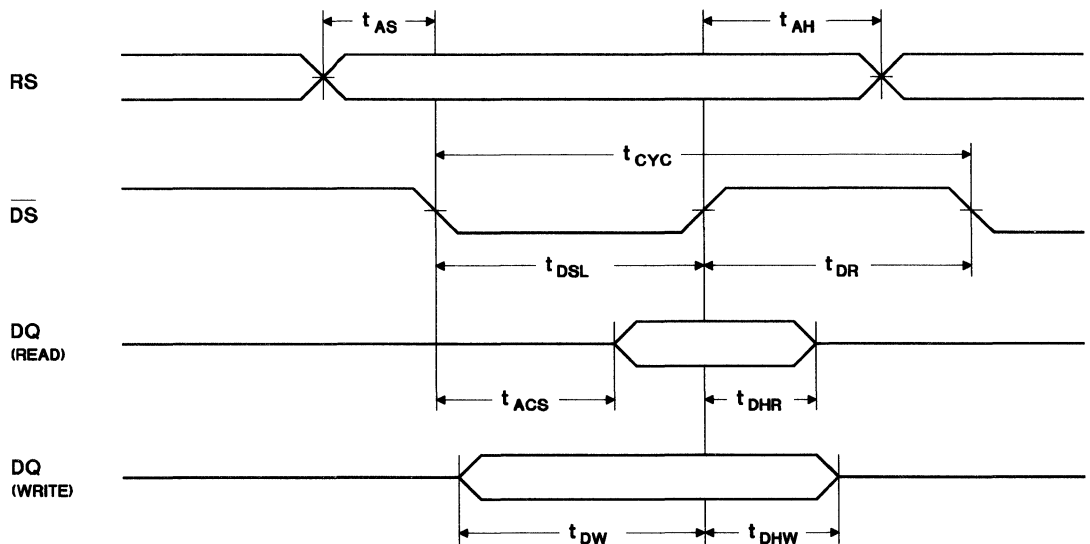 t AS
t AH
RS
t CYC
DS
t DSL
t DR
DQ
(READ)
t ACS
t DHR
DQ
(WRITE)
t DW
t DHW